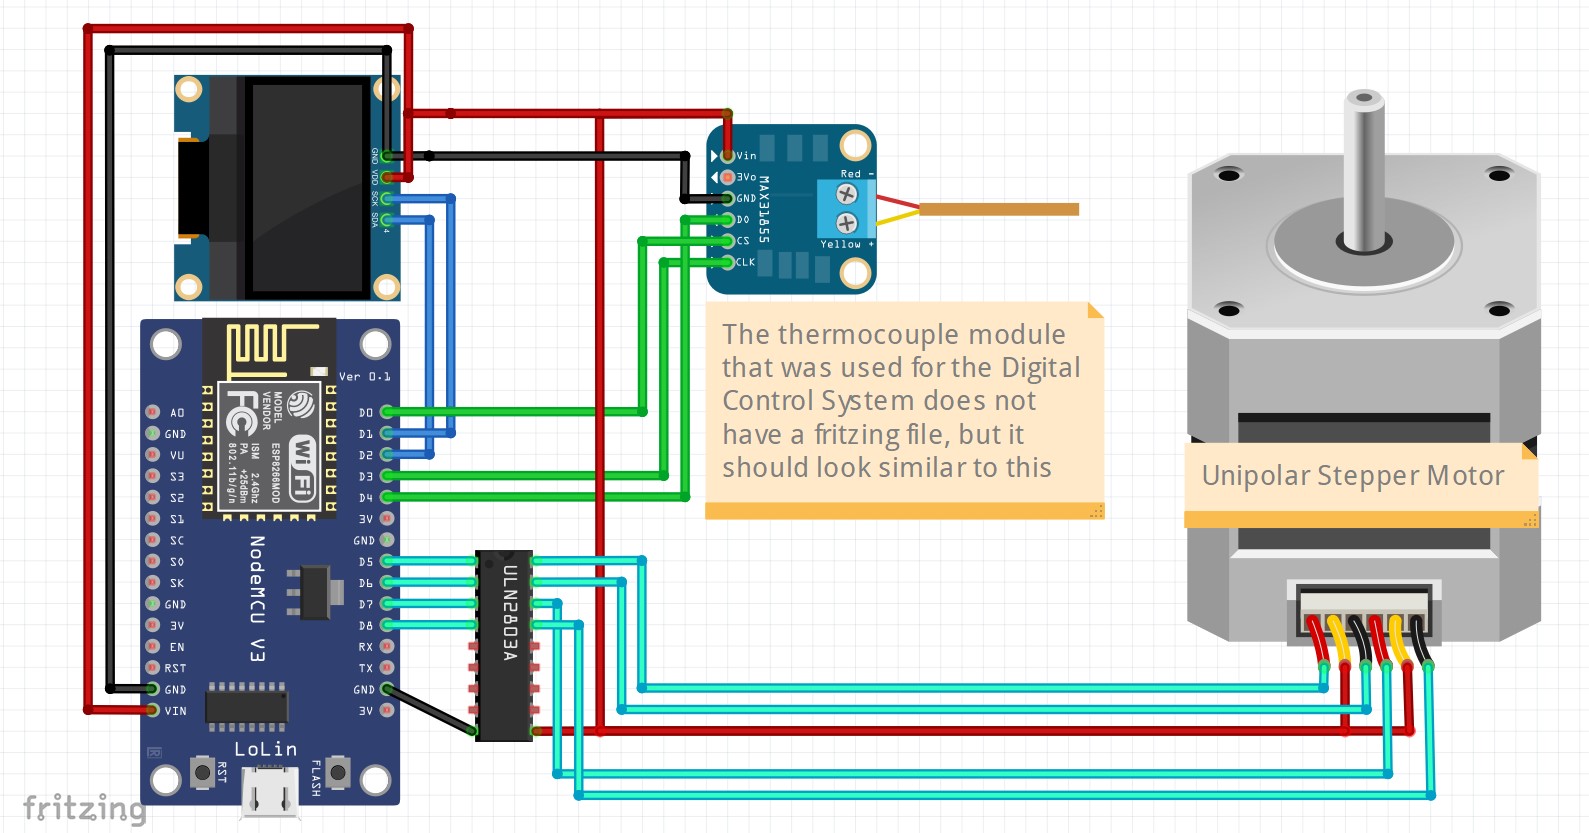 GND
VDD
SCK
SDA
Vin
3Vo
GND
DO
CS
CLK
MAX31855
Red -
Yellow +
The thermocouple module
that was used for the Digital
Control System does not
have a fritzing file, but it
should look similar to this
Unipolar Stepper Motor
Ver 0.1
MODEL
VENDOR
ESP8266MOD
ISM 2.4GHz
PA +25dBm
802.11b/g/n
FC
WiFi
A0
GND
VU
S3
S2
S1
SC
S0
SK
GND
3V
EN
RST
GND
VIN
D0
D1
D2
D3
D4
3V
GND
D5
D6
D7
D8
RX
TX
GND
3V
NodeMCU V3
ULN2803A
LoLin
RST
FLASH
fritzing